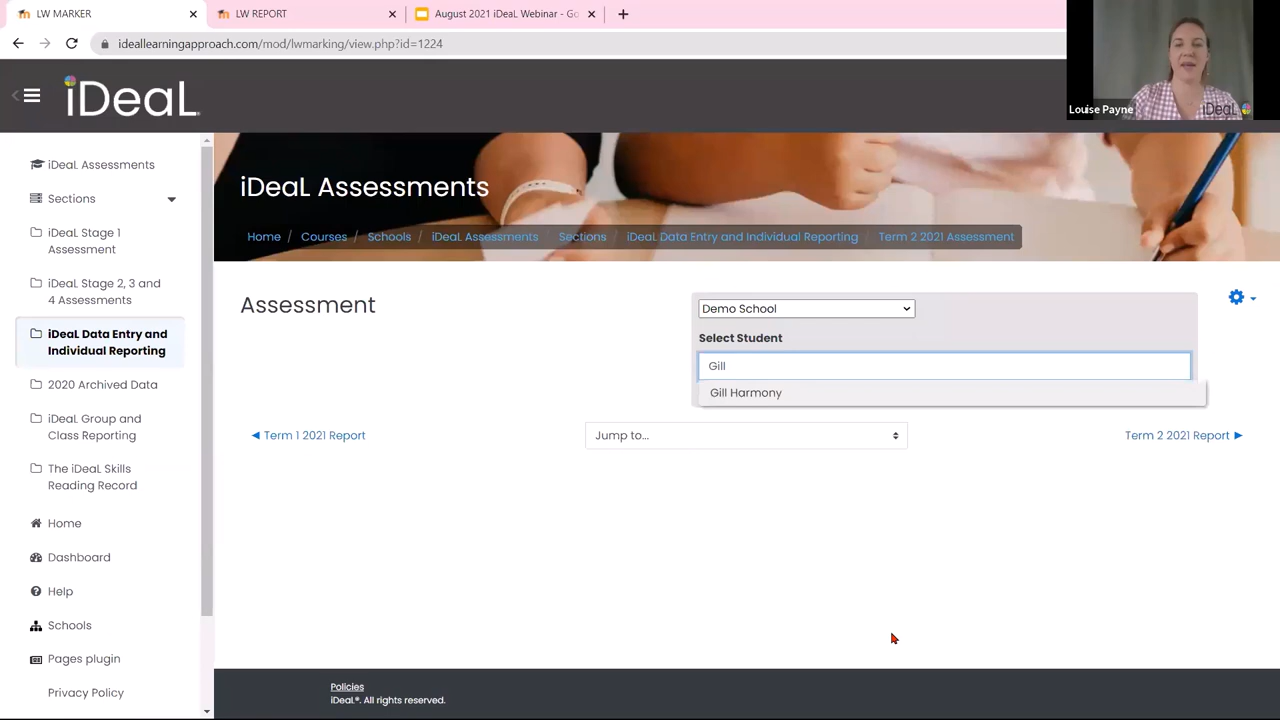 LW MARKER
LW REPORT
August 2021 iDeaL Webinar - Go
ideallearningapproach.com/mod/lwmarking/view.php?id=1224
Louise Payne
iDeaL
iDeaL
iDeaL Assessments
Sections
iDeaL Stage 1
Assessment
iDeaL Stage 2, 3 and
4 Assessments
iDeaL Data Entry and
Individual Reporting
2020 Archived Data
iDeaL Group and
Class Reporting
The iDeaL Skills
Reading Record
Home
Dashboard
Help
Schools
Pages plugin
Privacy Policy
iDeaL Assessments
Home / Courses / Schools / iDeaL Assessments / Sections / iDeaL Data Entry and Individual Reporting / Term 2 2021 Assessment
Assessment
Demo School
Select Student
Gill
Gill Harmony
◀ Term 1 2021 Report
Jump to...
Term 2 2021 Report ▶
Policies
iDeaL®. All rights reserved.